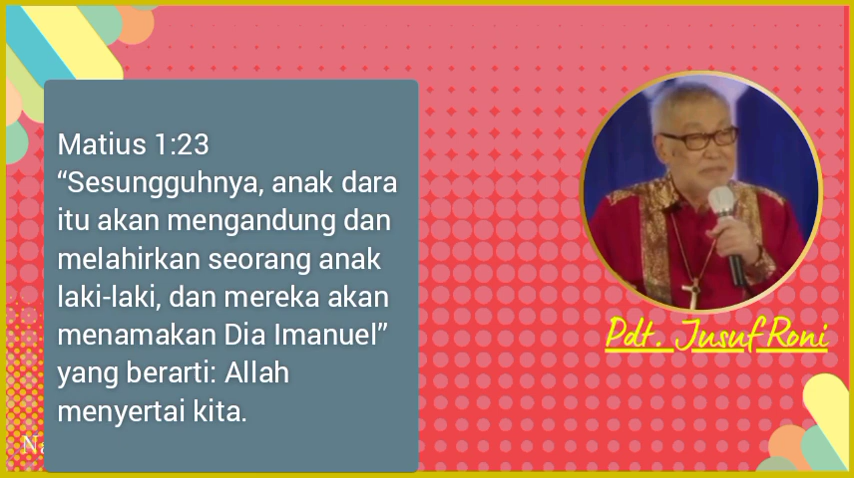 Matius 1:23
“Sesungguhnya, anak dara
itu akan mengandung dan
melahirkan seorang anak
laki-laki, dan mereka akan
menamakan Dia Imanuel”
yang berarti: Allah
menyertai kita.
Pdt. Jusuf Roni